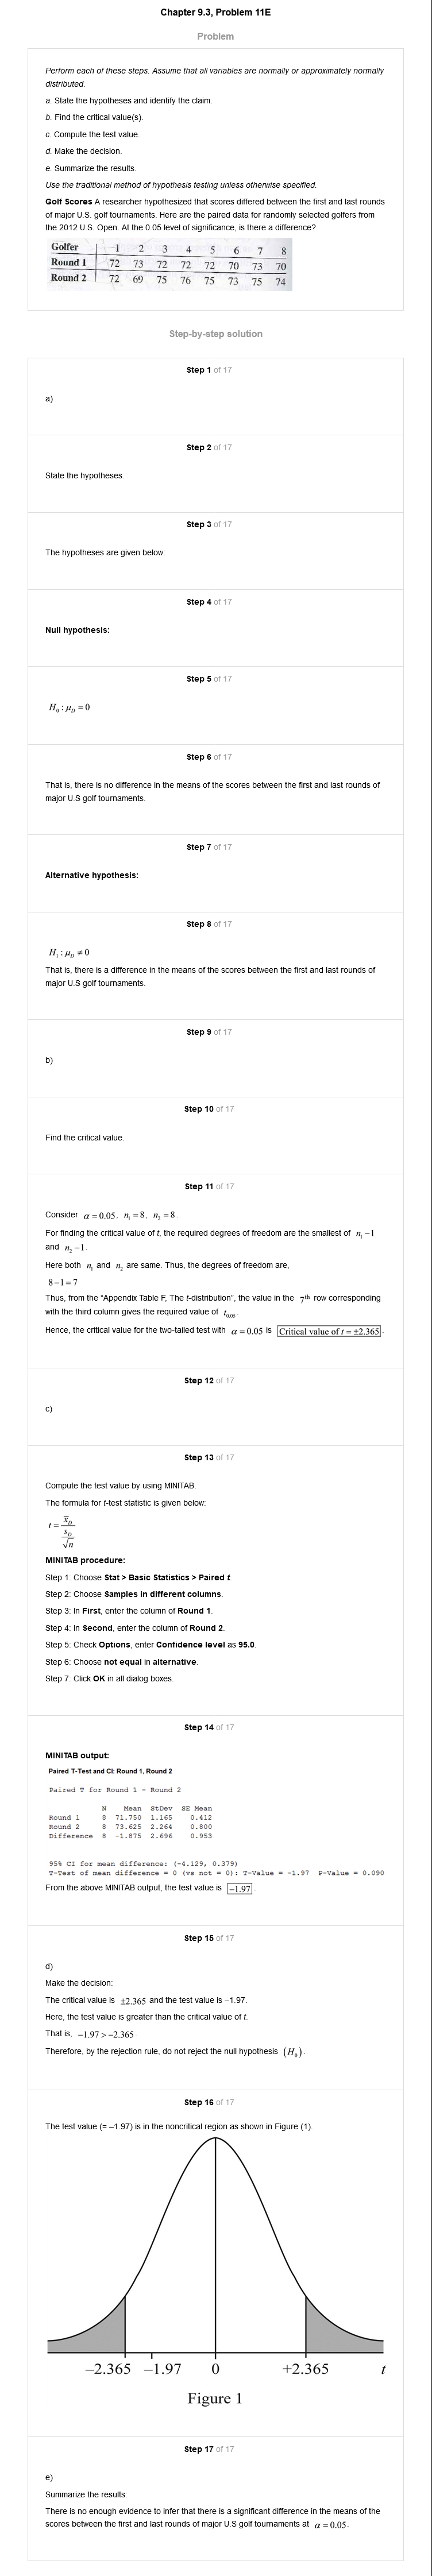 Chapter 9.3, Problem 11E
Problem
Perform each of these steps. Assume that all variables are normally or approximately normally
distributed.
a. State the hypotheses and identify the claim.
b. Find the critical value(s).
c. Compute the test value.
d. Make the decision.
e. Summarize the results.
Use the traditional method of hypothesis testing unless otherwise specified.
Golf Scores A researcher hypothesized that scores differed between the first and last rounds
of major U.S. golf tournaments. Here are the paired data for randomly selected golfers from
the 2012 U.S. Open. At the 0.05 level of significance, is there a difference?
Golfer 1 2 3 4 5 6 7 8
Round 1 72 73 72 72 72 70 73 70
Round 2 72 69 75 76 75 73 75 74
Step-by-step solution
Step 1 of 17
a)
Step 2 of 17
State the hypotheses.
Step 3 of 17
The hypotheses are given below:
Step 4 of 17
Null hypothesis:
Step 5 of 17
H₀ : μ_D = 0
Step 6 of 17
That is, there is no difference in the means of the scores between the first and last rounds of
major U.S golf tournaments.
Step 7 of 17
Alternative hypothesis:
Step 8 of 17
H₁ : μ_D ≠ 0
That is, there is a difference in the means of the scores between the first and last rounds of
major U.S golf tournaments.
Step 9 of 17
b)
Step 10 of 17
Find the critical value.
Step 11 of 17
Consider α = 0.05, n₁ = 8, n₂ = 8.
For finding the critical value of t, the required degrees of freedom are the smallest of n₁ − 1
and n₂ − 1.
Here both n₁ and n₂ are same. Thus, the degrees of freedom are,
8 − 1 = 7
Thus, from the “Appendix Table F, The t-distribution”, the value in the 7th row corresponding
with the third column gives the required value of t₀.₀₅.
Hence, the critical value for the two-tailed test with α = 0.05 is Critical value of t = ±2.365.
Step 12 of 17
c)
Step 13 of 17
Compute the test value by using MINITAB.
The formula for t-test statistic is given below:
t = x̄_D / (s_D / √n)
MINITAB procedure:
Step 1: Choose Stat > Basic Statistics > Paired t.
Step 2: Choose Samples in different columns.
Step 3: In First, enter the column of Round 1.
Step 4: In Second, enter the column of Round 2.
Step 5: Check Options, enter Confidence level as 95.0.
Step 6: Choose not equal in alternative.
Step 7: Click OK in all dialog boxes.
Step 14 of 17
MINITAB output:
Paired T-Test and CI: Round 1, Round 2
Paired T for Round 1 - Round 2
N Mean StDev SE Mean
Round 1 8 71.750 1.165 0.412
Round 2 8 73.625 2.264 0.800
Difference 8 -1.875 2.696 0.953
95% CI for mean difference: (-4.129, 0.379)
T-Test of mean difference = 0 (vs not = 0): T-Value = -1.97 P-Value = 0.090
From the above MINITAB output, the test value is −1.97.
Step 15 of 17
d)
Make the decision:
The critical value is ±2.365 and the test value is –1.97.
Here, the test value is greater than the critical value of t.
That is, −1.97 > −2.365.
Therefore, by the rejection rule, do not reject the null hypothesis (H₀).
Step 16 of 17
The test value (= –1.97) is in the noncritical region as shown in Figure (1).
−2.365 −1.97 0 +2.365 t
Figure 1
Step 17 of 17
e)
Summarize the results:
There is no enough evidence to infer that there is a significant difference in the means of the
scores between the first and last rounds of major U.S golf tournaments at α = 0.05.